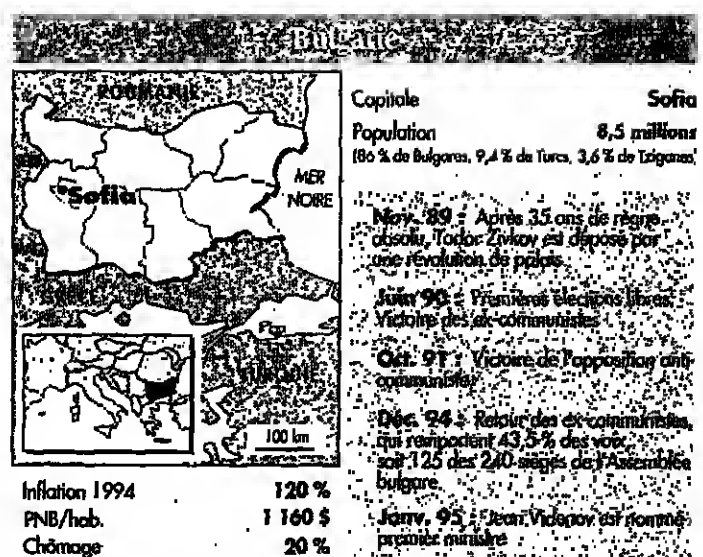 Bulgarie
ROUMANIE
MER
NOIRE
Sofia
GRÈCE
TURQUIE
100 km
Inflation 1994 120 %
PNB/hab. 1 160 $
Chômage 20 %
Capitale Sofia
Population 8,5 millions
(86 % de Bulgares, 9,4 % de Turcs, 3,6 % de Tziganes)
Nov. 89 : Après 35 ans de règne
absolu, Todor Zivkov est déposé par
une révolution de palais.
Juin 90 : Premières élections libres.
Victoire des ex-communistes
Oct. 91 : Victoire de l'opposition anti-
communiste
Déc. 94 : Retour des ex-communistes,
qui remportent 43,5 % des voix,
soit 125 des 240 sièges de l'Assemblée
bulgare.
Janv. 95 : Jean Videnov est nommé
premier ministre